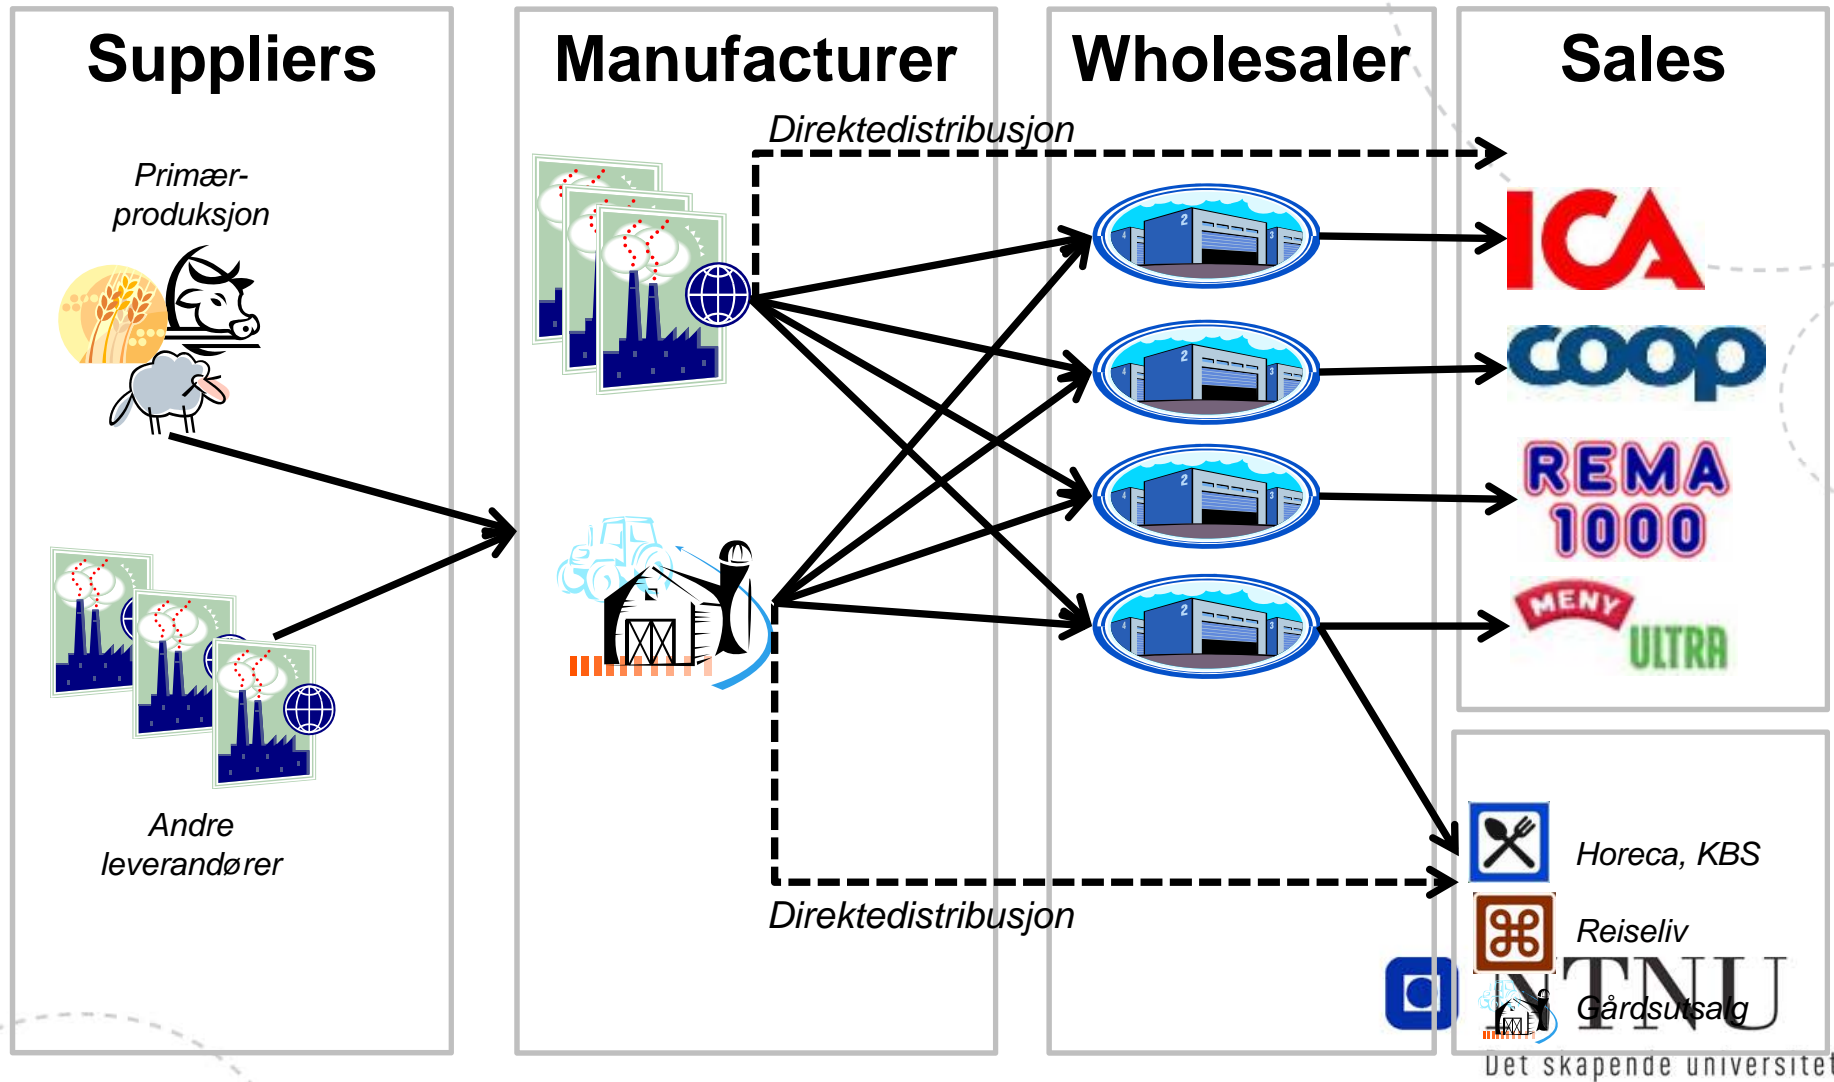 Suppliers
Manufacturer
Wholesaler
Sales
Direktedistribusjon
Primær-
produksjon
ICA
coop
REMA
1000
MENY
ULTRA
Andre
leverandører
Horeca, KBS
Direktedistribusjon
Reiseliv
NTNU
Gårdsutsalg
Det skapende universitet